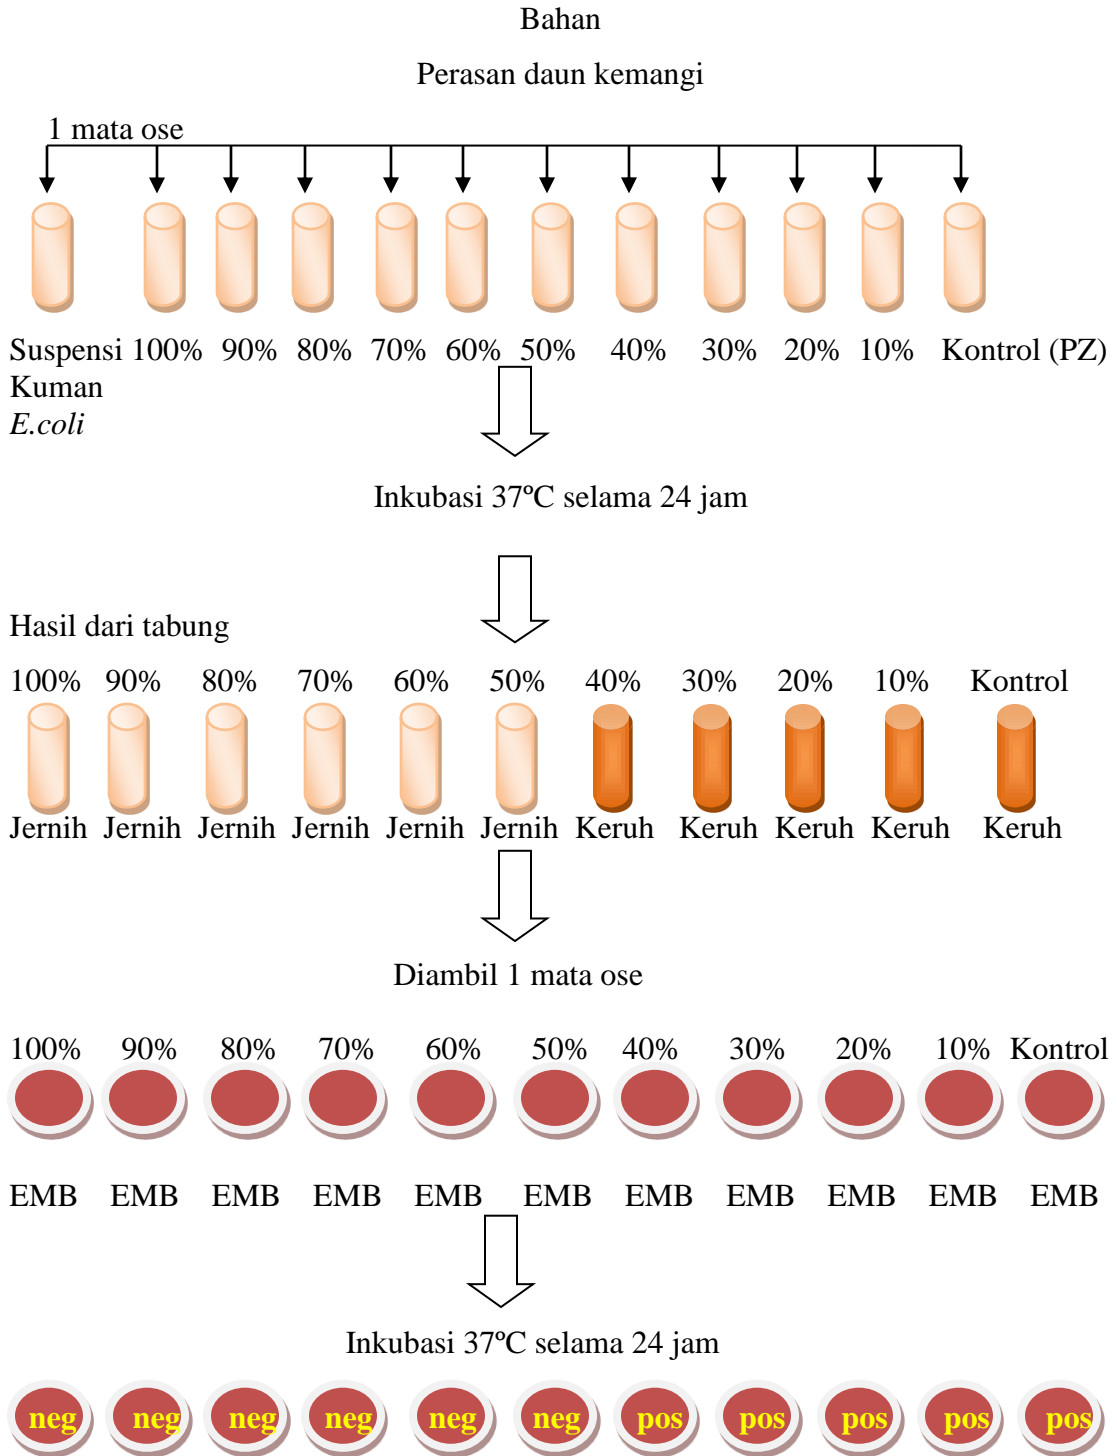 Bahan
Perasan daun kemangi
1 mata ose
Suspensi 100% 90% 80% 70% 60% 50% 40% 30% 20% 10% Kontrol (PZ)
Kuman
E.coli
Inkubasi 37ºC selama 24 jam
Hasil dari tabung
100% 90% 80% 70% 60% 50% 40% 30% 20% 10% Kontrol
Jernih Jernih Jernih Jernih Jernih Jernih Keruh Keruh Keruh Keruh Keruh
Diambil 1 mata ose
100% 90% 80% 70% 60% 50% 40% 30% 20% 10% Kontrol
EMB EMB EMB EMB EMB EMB EMB EMB EMB EMB EMB
Inkubasi 37ºC selama 24 jam
neg neg neg neg neg neg pos pos pos pos pos